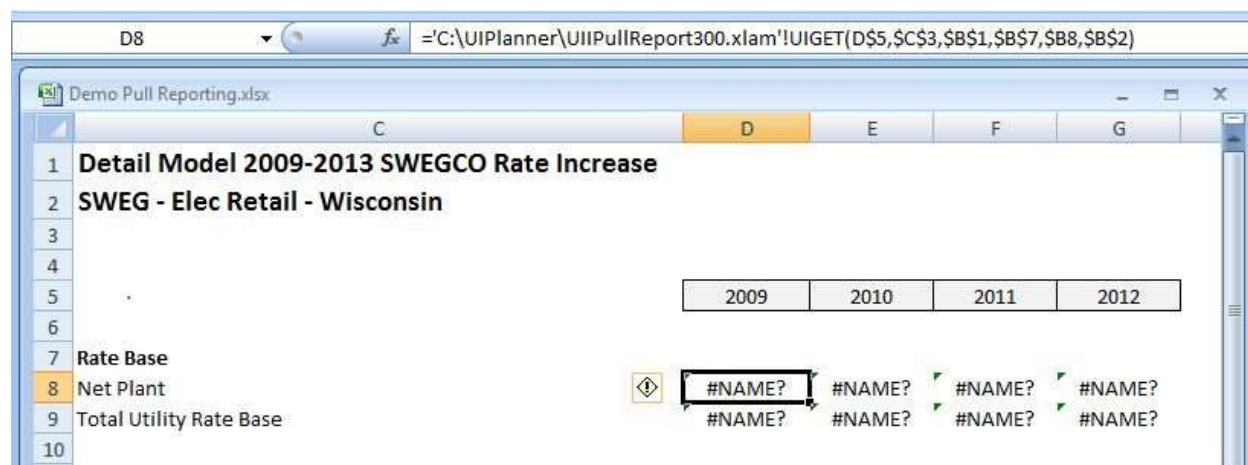 D8 fx ='C:\UIPlanner\UIIPullReport300.xlam'!UIGET(D$5,$C$3,$B$1,$B$7,$B8,$B$2)
Demo Pull Reporting.xlsx
C D E F G
1 Detail Model 2009-2013 SWEGCO Rate Increase
2 SWEG - Elec Retail - Wisconsin
3
4
5 2009 2010 2011 2012
6
7 Rate Base
8 Net Plant #NAME? #NAME? #NAME? #NAME?
9 Total Utility Rate Base #NAME? #NAME? #NAME? #NAME?
10